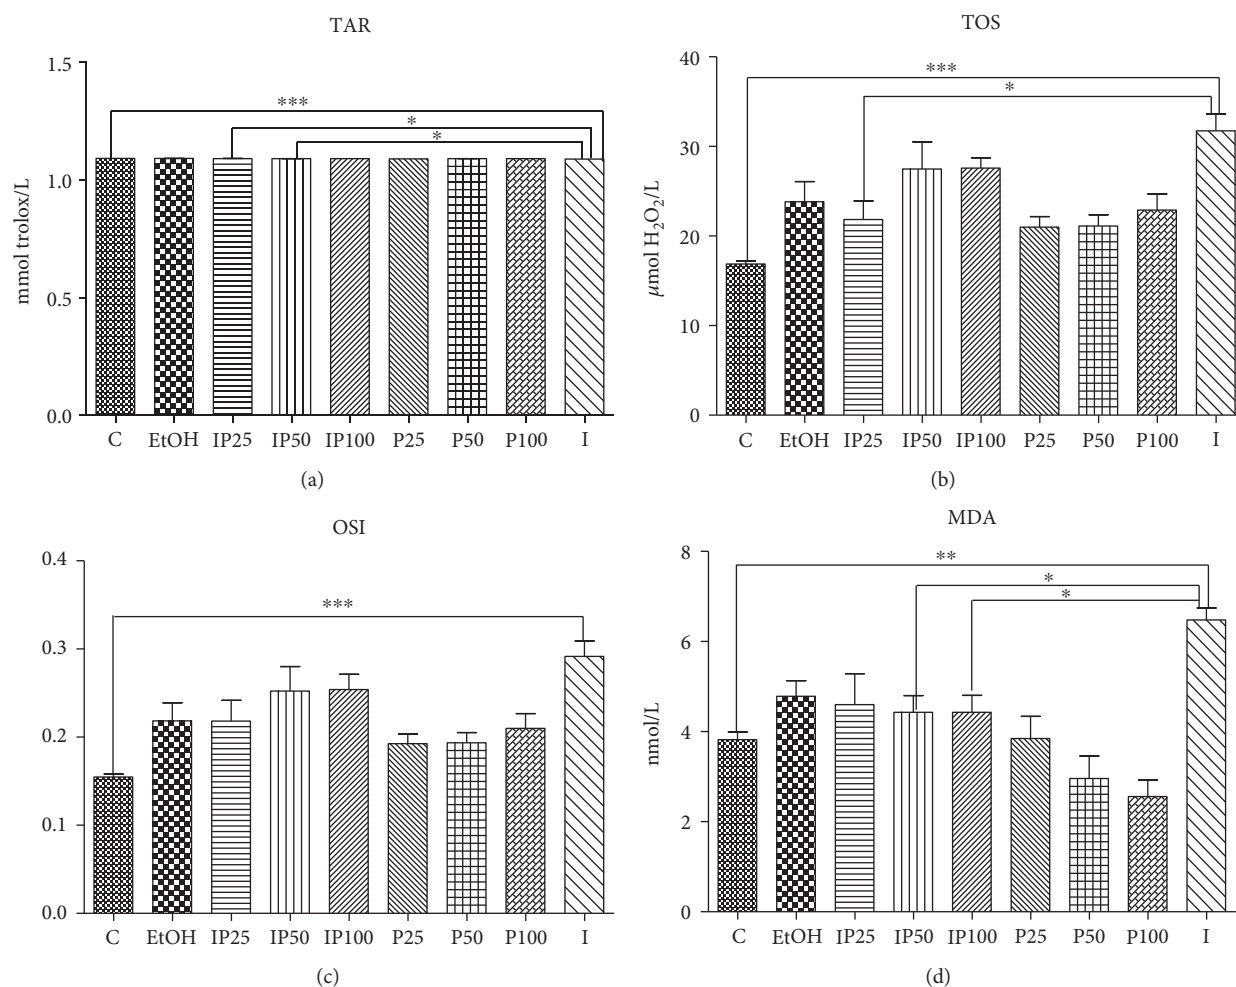 TAR
1.5
1.0
0.5
0.0
mmol trolox/L
***
*
*
C EtOH IP25 IP50 IP100 P25 P50 P100 I
(a)
TOS
40
30
20
10
0
μmol H₂O₂/L
***
*
C EtOH IP25 IP50 IP100 P25 P50 P100 I
(b)
OSI
0.4
0.3
0.2
0.1
0.0
***
C EtOH IP25 IP50 IP100 P25 P50 P100 I
(c)
MDA
8
6
4
2
0
nmol/L
**
*
*
C EtOH IP25 IP50 IP100 P25 P50 P100 I
(d)